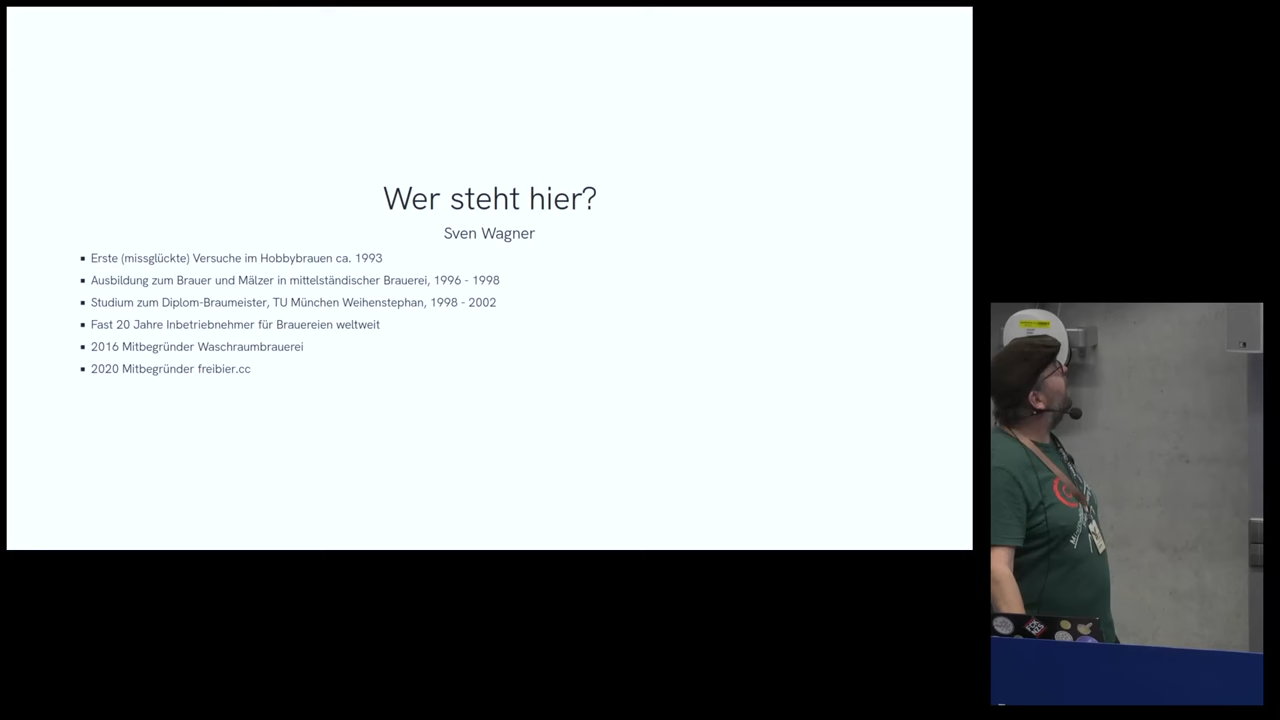 Wer steht hier?
Sven Wagner
▪ Erste (missglückte) Versuche im Hobbybrauen ca. 1993
▪ Ausbildung zum Brauer und Mälzer in mittelständischer Brauerei, 1996 - 1998
▪ Studium zum Diplom-Braumeister, TU München Weihenstephan, 1998 - 2002
▪ Fast 20 Jahre Inbetriebnehmer für Brauereien weltweit
▪ 2016 Mitbegründer Waschraumbrauerei
▪ 2020 Mitbegründer freibier.cc
FCK
NZS